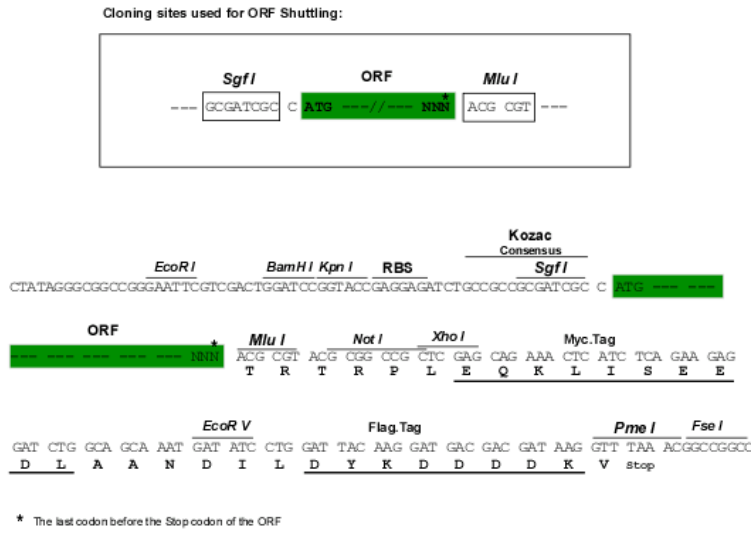 Cloning sites used for ORF Shuttling:
Sgf I ORF Mlu I
*
--- GCGATCGC C ATG ---//--- NNN ACG CGT ---
Kozac
Consensus
EcoR I BamH I Kpn I RBS Sgf I
CTATAGGGCGGCCGGGAATTCGTCGACTGGATCCGGTACCGAGGAGATCTGCCGCCGCGATCGC C ATG --- ---
ORF * Mlu I Not I Xho I Myc.Tag
--- --- --- --- --- --- NNN ACG CGT ACG CGG CCG CTC GAG CAG AAA CTC ATC TCA GAA GAG
T R T R P L E Q K L I S E E
EcoR V Flag.Tag Pme I Fse I
GAT CTG GCA GCA AAT GAT ATC CTG GAT TAC AAG GAT GAC GAC GAT AAG GTT TAA ACGGCCGGCC
D L A A N D I L D Y K D D D D K V Stop
* The last codon before the Stop codon of the ORF